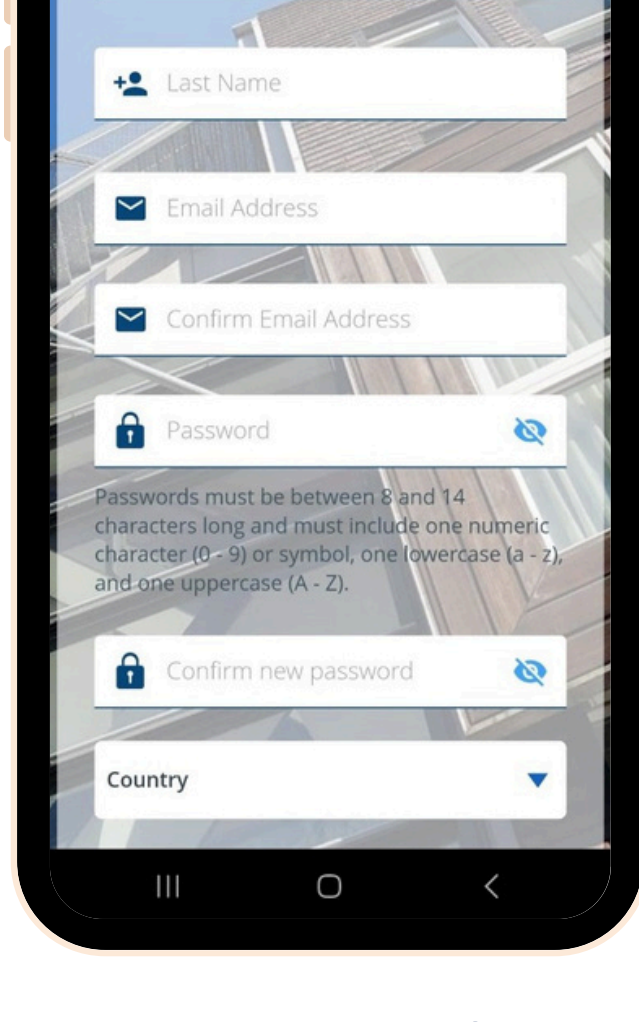 Last Name
Email Address
Confirm Email Address
Password
Passwords must be between 8 and 14
characters long and must include one numeric
character (0 - 9) or symbol, one lowercase (a - z),
and one uppercase (A - Z).
Confirm new password
Country